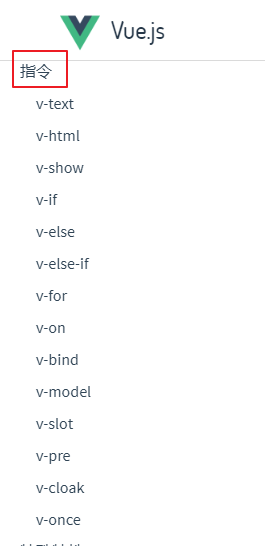 Vue.js
指令
v-text
v-html
v-show
v-if
v-else
v-else-if
v-for
v-on
v-bind
v-model
v-slot
v-pre
v-cloak
v-once